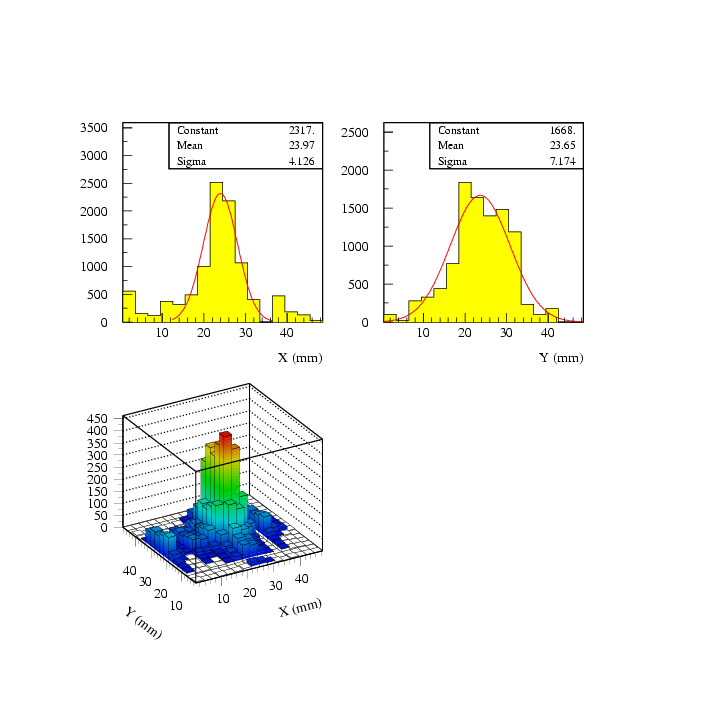 Constant 2317.
Mean 23.97
Sigma 4.126
3500
3000
2500
2000
1500
1000
500
0
10 20 30 40
X (mm)
Constant 1668.
Mean 23.65
Sigma 7.174
2500
2000
1500
1000
500
0
10 20 30 40
Y (mm)
450
400
350
300
250
200
150
100
50
0
40
30
20
10
Y (mm)
10 20 30 40
X (mm)